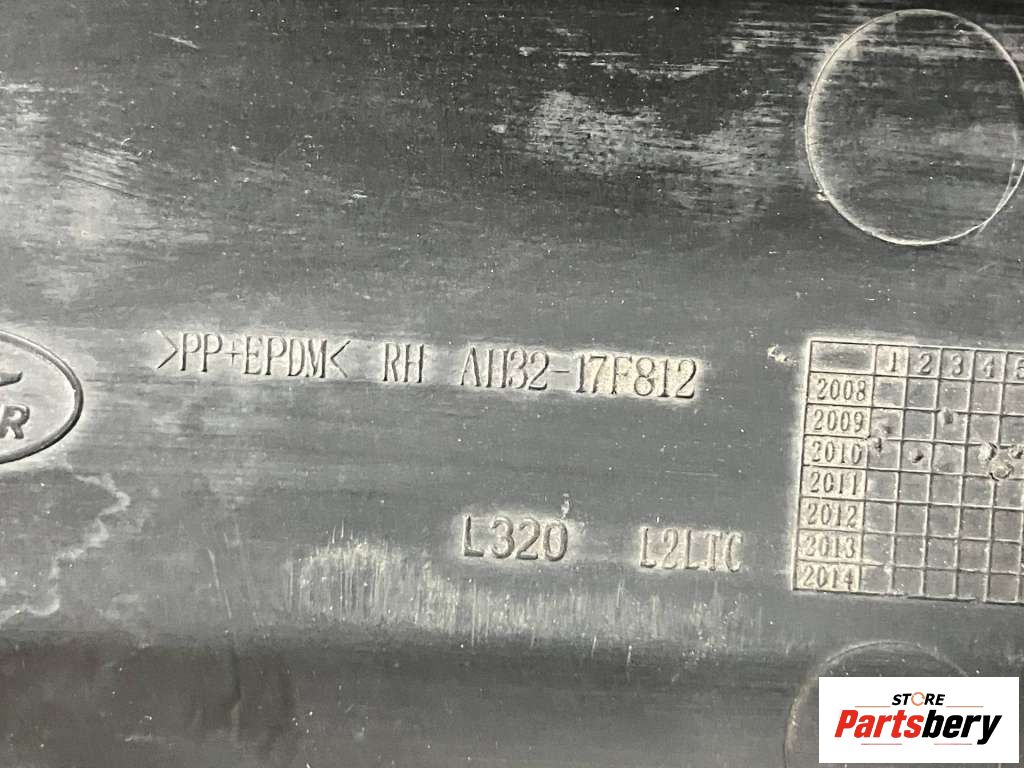 >PP+EPDM< RH AH32-17F812
R
L320 L2LTC
1 2 3 4 5
2008
2009
2010
2011
2012
2013
2014
STORE
Partsbery